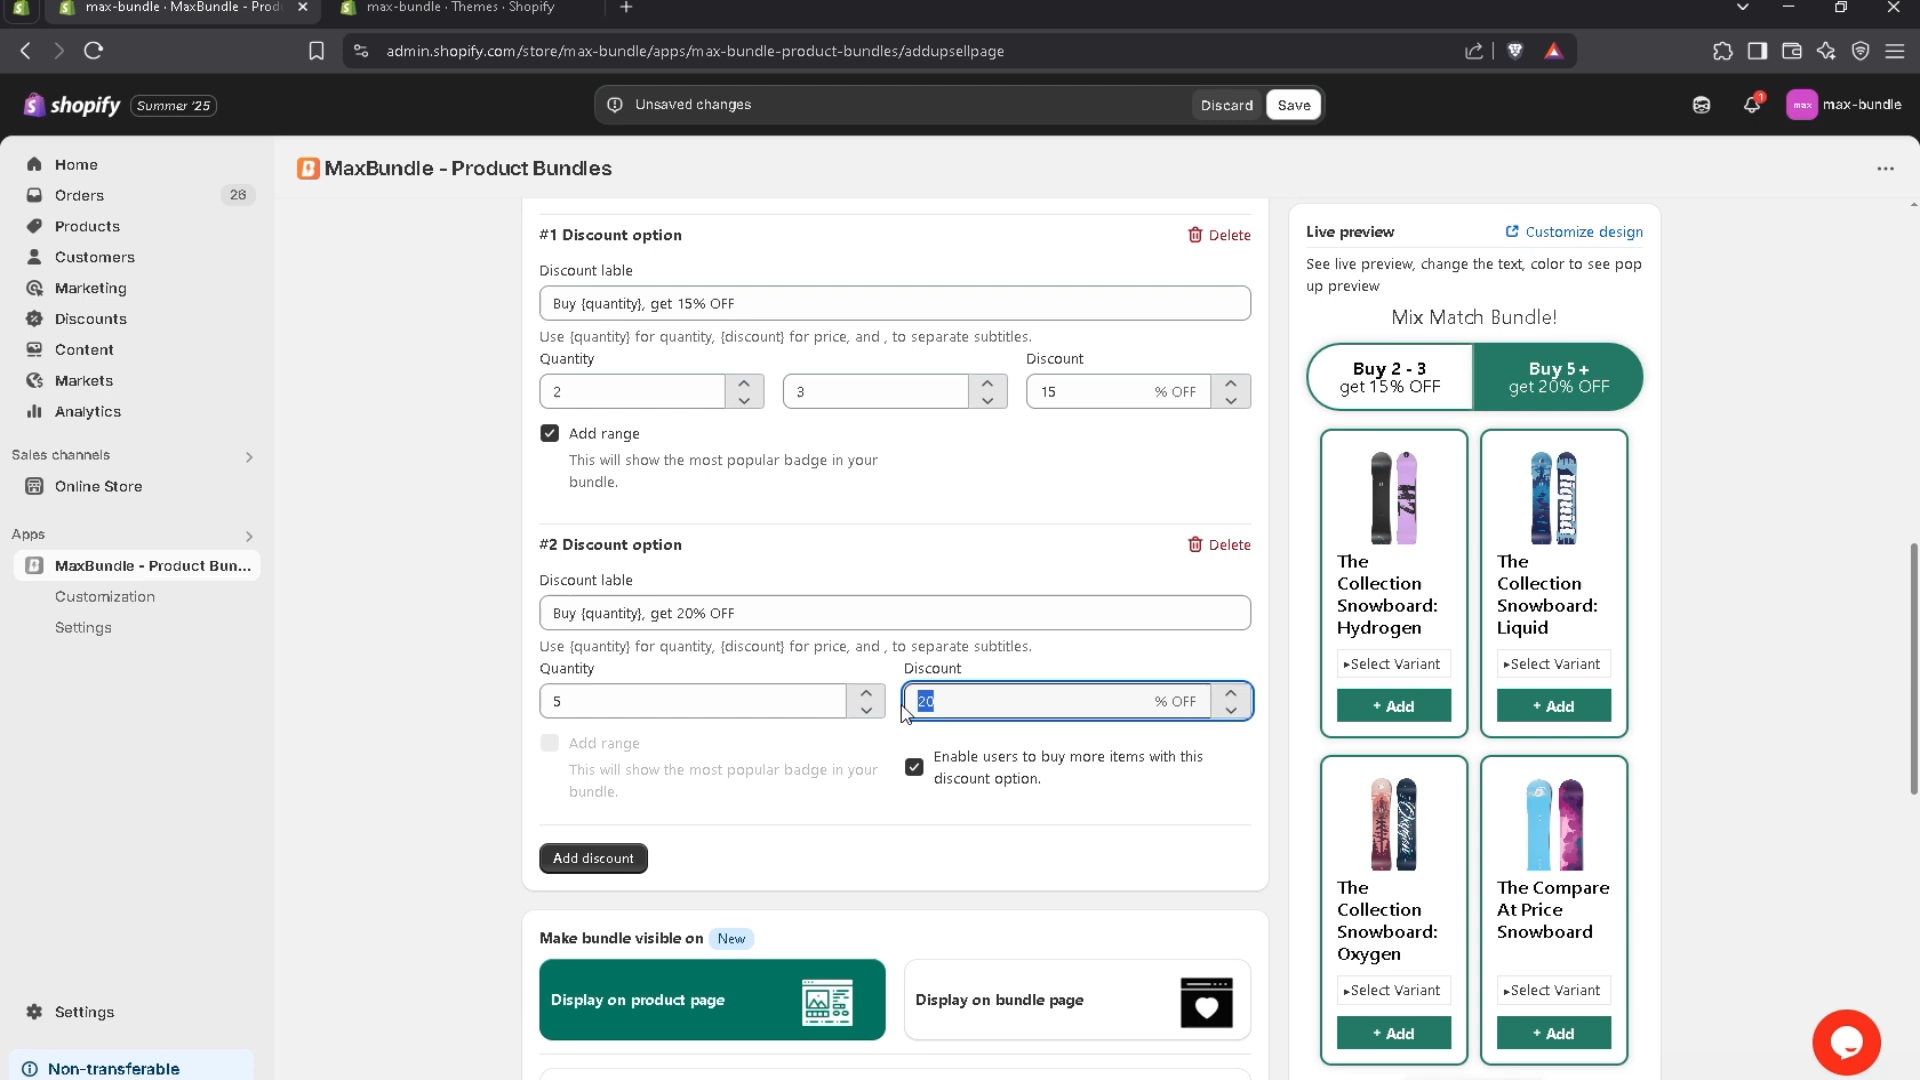 max-bundle · MaxBundle - Prod
max-bundle · Themes · Shopify
admin.shopify.com/store/max-bundle/apps/max-bundle-product-bundles/addupsellpage
shopify
Summer '25
Unsaved changes
Discard
Save
1
max
max-bundle
Home
Orders
26
Products
Customers
Marketing
Discounts
Content
Markets
Analytics
Sales channels
Online Store
Apps
MaxBundle - Product Bun...
Customization
Settings
Settings
Non-transferable
MaxBundle - Product Bundles
#1 Discount option
Delete
Discount lable
Buy {quantity}, get 15% OFF
Use {quantity} for quantity, {discount} for price, and , to separate subtitles.
Quantity
Discount
2
3
15
% OFF
Add range
This will show the most popular badge in your
bundle.
#2 Discount option
Delete
Discount lable
Buy {quantity}, get 20% OFF
Use {quantity} for quantity, {discount} for price, and , to separate subtitles.
Quantity
Discount
5
20
% OFF
Add range
This will show the most popular badge in your
bundle.
Enable users to buy more items with this
discount option.
Add discount
Make bundle visible on
New
Display on product page
Display on bundle page
Live preview
Customize design
See live preview, change the text, color to see pop
up preview
Mix Match Bundle!
Buy 2 - 3
get 15% OFF
Buy 5+
get 20% OFF
The
Collection
Snowboard:
Hydrogen
▸Select Variant
+ Add
The
Collection
Snowboard:
Liquid
▸Select Variant
+ Add
The
Collection
Snowboard:
Oxygen
▸Select Variant
+ Add
The Compare
At Price
Snowboard
▸Select Variant
+ Add